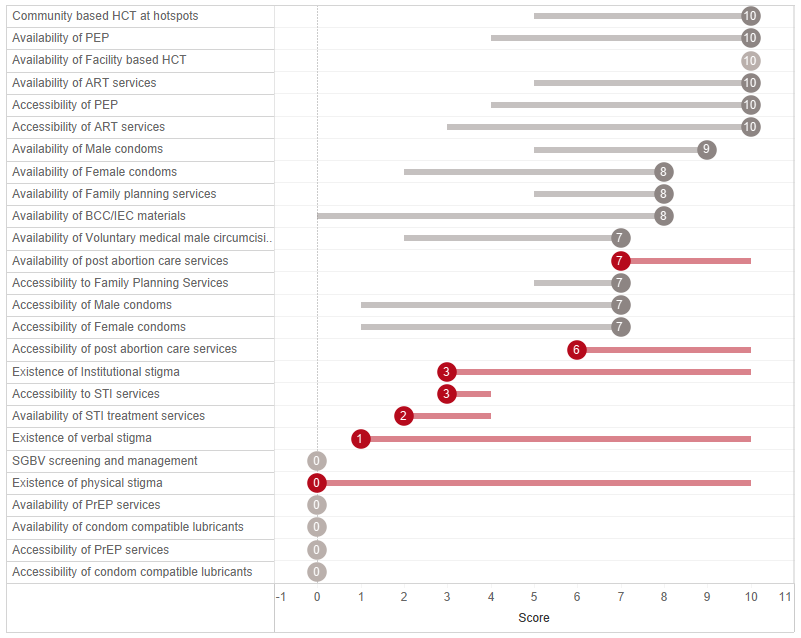 Community based HCT at hotspots 10
Availability of PEP 10
Availability of Facility based HCT 10
Availability of ART services 10
Accessibility of PEP 10
Accessibility of ART services 10
Availability of Male condoms 9
Availability of Female condoms 8
Availability of Family planning services 8
Availability of BCC/IEC materials 8
Availability of Voluntary medical male circumcisi.. 7
Availability of post abortion care services 7
Accessibility to Family Planning Services 7
Accessibility of Male condoms 7
Accessibility of Female condoms 7
Accessibility of post abortion care services 6
Existence of Institutional stigma 3
Accessibility to STI services 3
Availability of STI treatment services 2
Existence of verbal stigma 1
SGBV screening and management 0
Existence of physical stigma 0
Availability of PrEP services 0
Availability of condom compatible lubricants 0
Accessibility of PrEP services 0
Accessibility of condom compatible lubricants 0
-1 0 1 2 3 4 5 6 7 8 9 10 11
Score